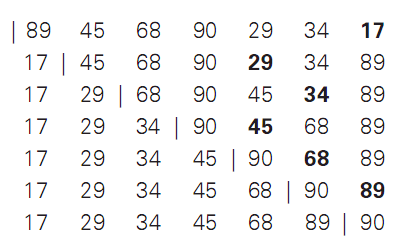 | 89 45 68 90 29 34 17
17 | 45 68 90 29 34 89
17 29 | 68 90 45 34 89
17 29 34 | 90 45 68 89
17 29 34 45 | 90 68 89
17 29 34 45 68 | 90 89
17 29 34 45 68 89 | 90